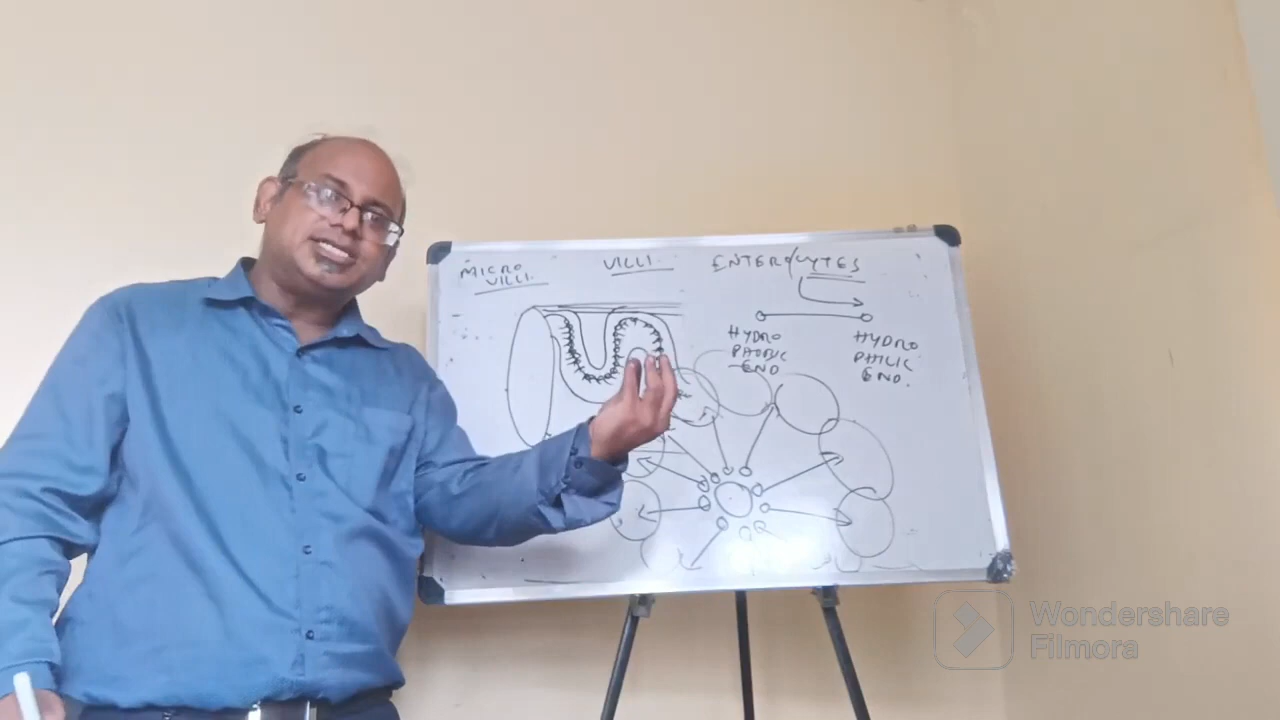 MICRO
VILLI.
VILLI
ENTEROCYTES
HYDRO
PHOBIC
END
HYDRO
PHILIC
END.
Wondershare
Filmora